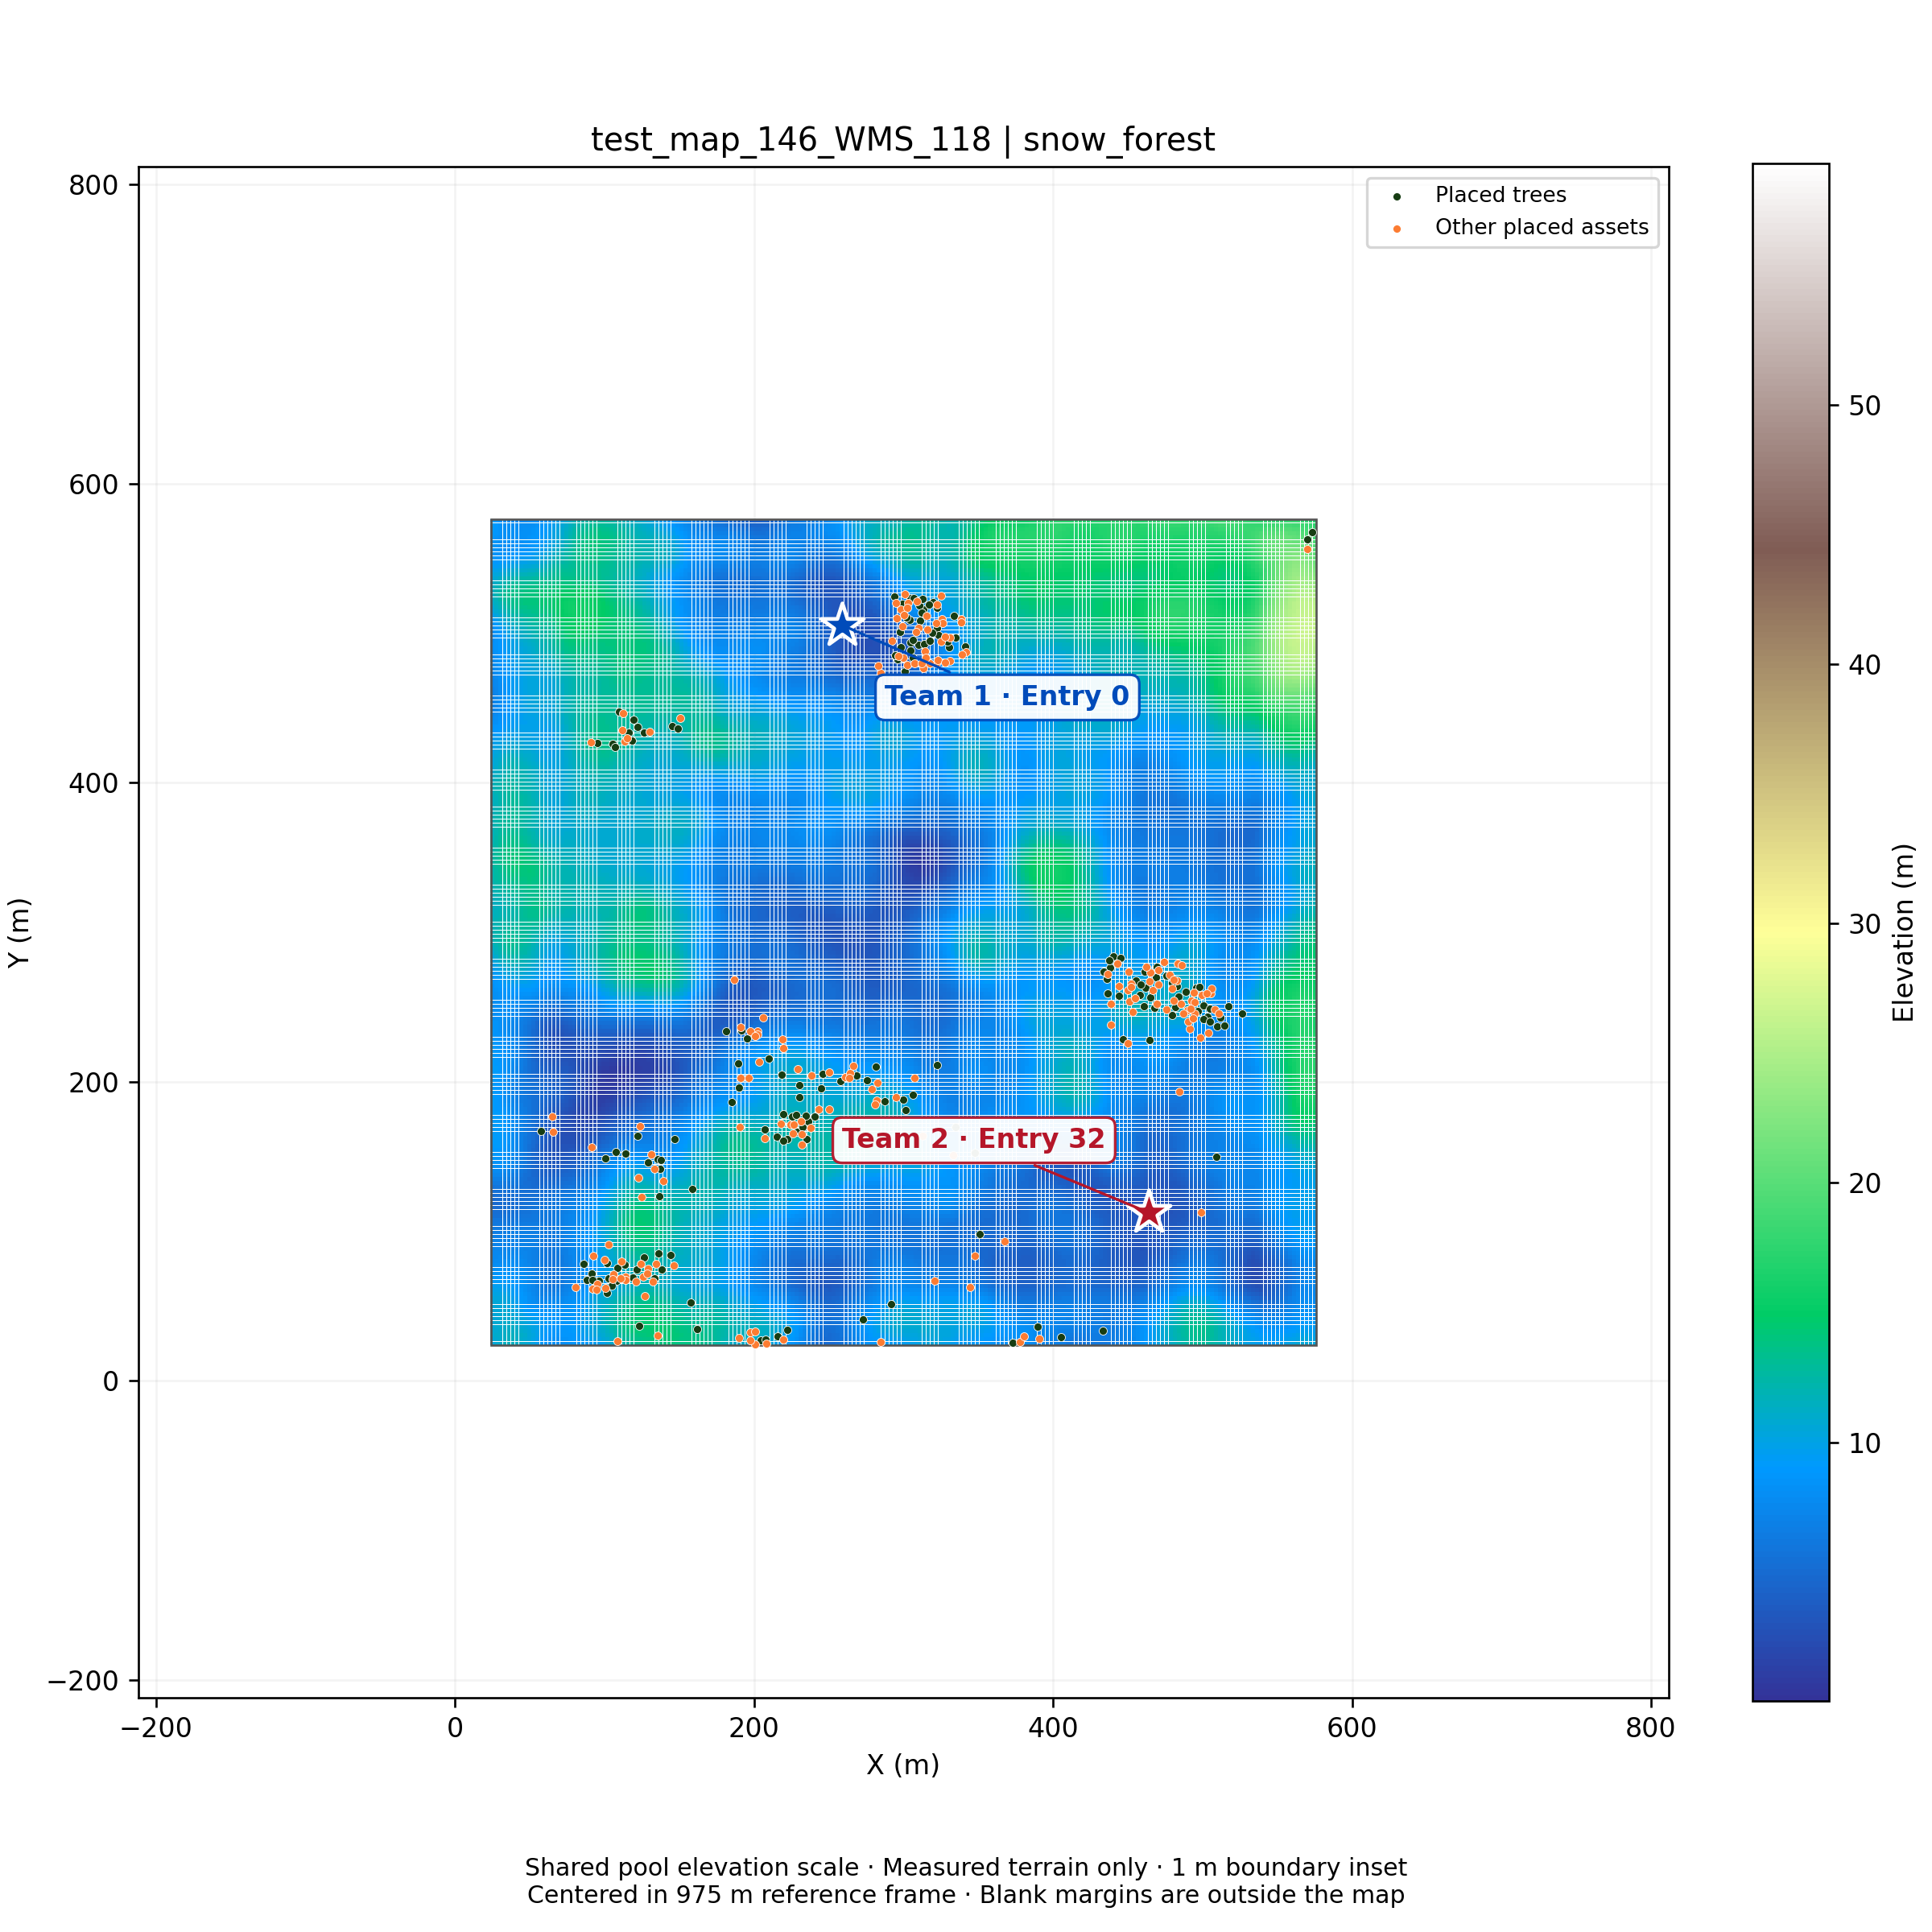 test_map_146_WMS_118 | snow_forest
Placed trees
Other placed assets
800
600
400
200
0
−200
Y (m)
Team 1 · Entry 0
Team 2 · Entry 32
−200
0
200
400
600
800
X (m)
50
40
30
20
10
Elevation (m)
Shared pool elevation scale · Measured terrain only · 1 m boundary inset
Centered in 975 m reference frame · Blank margins are outside the map